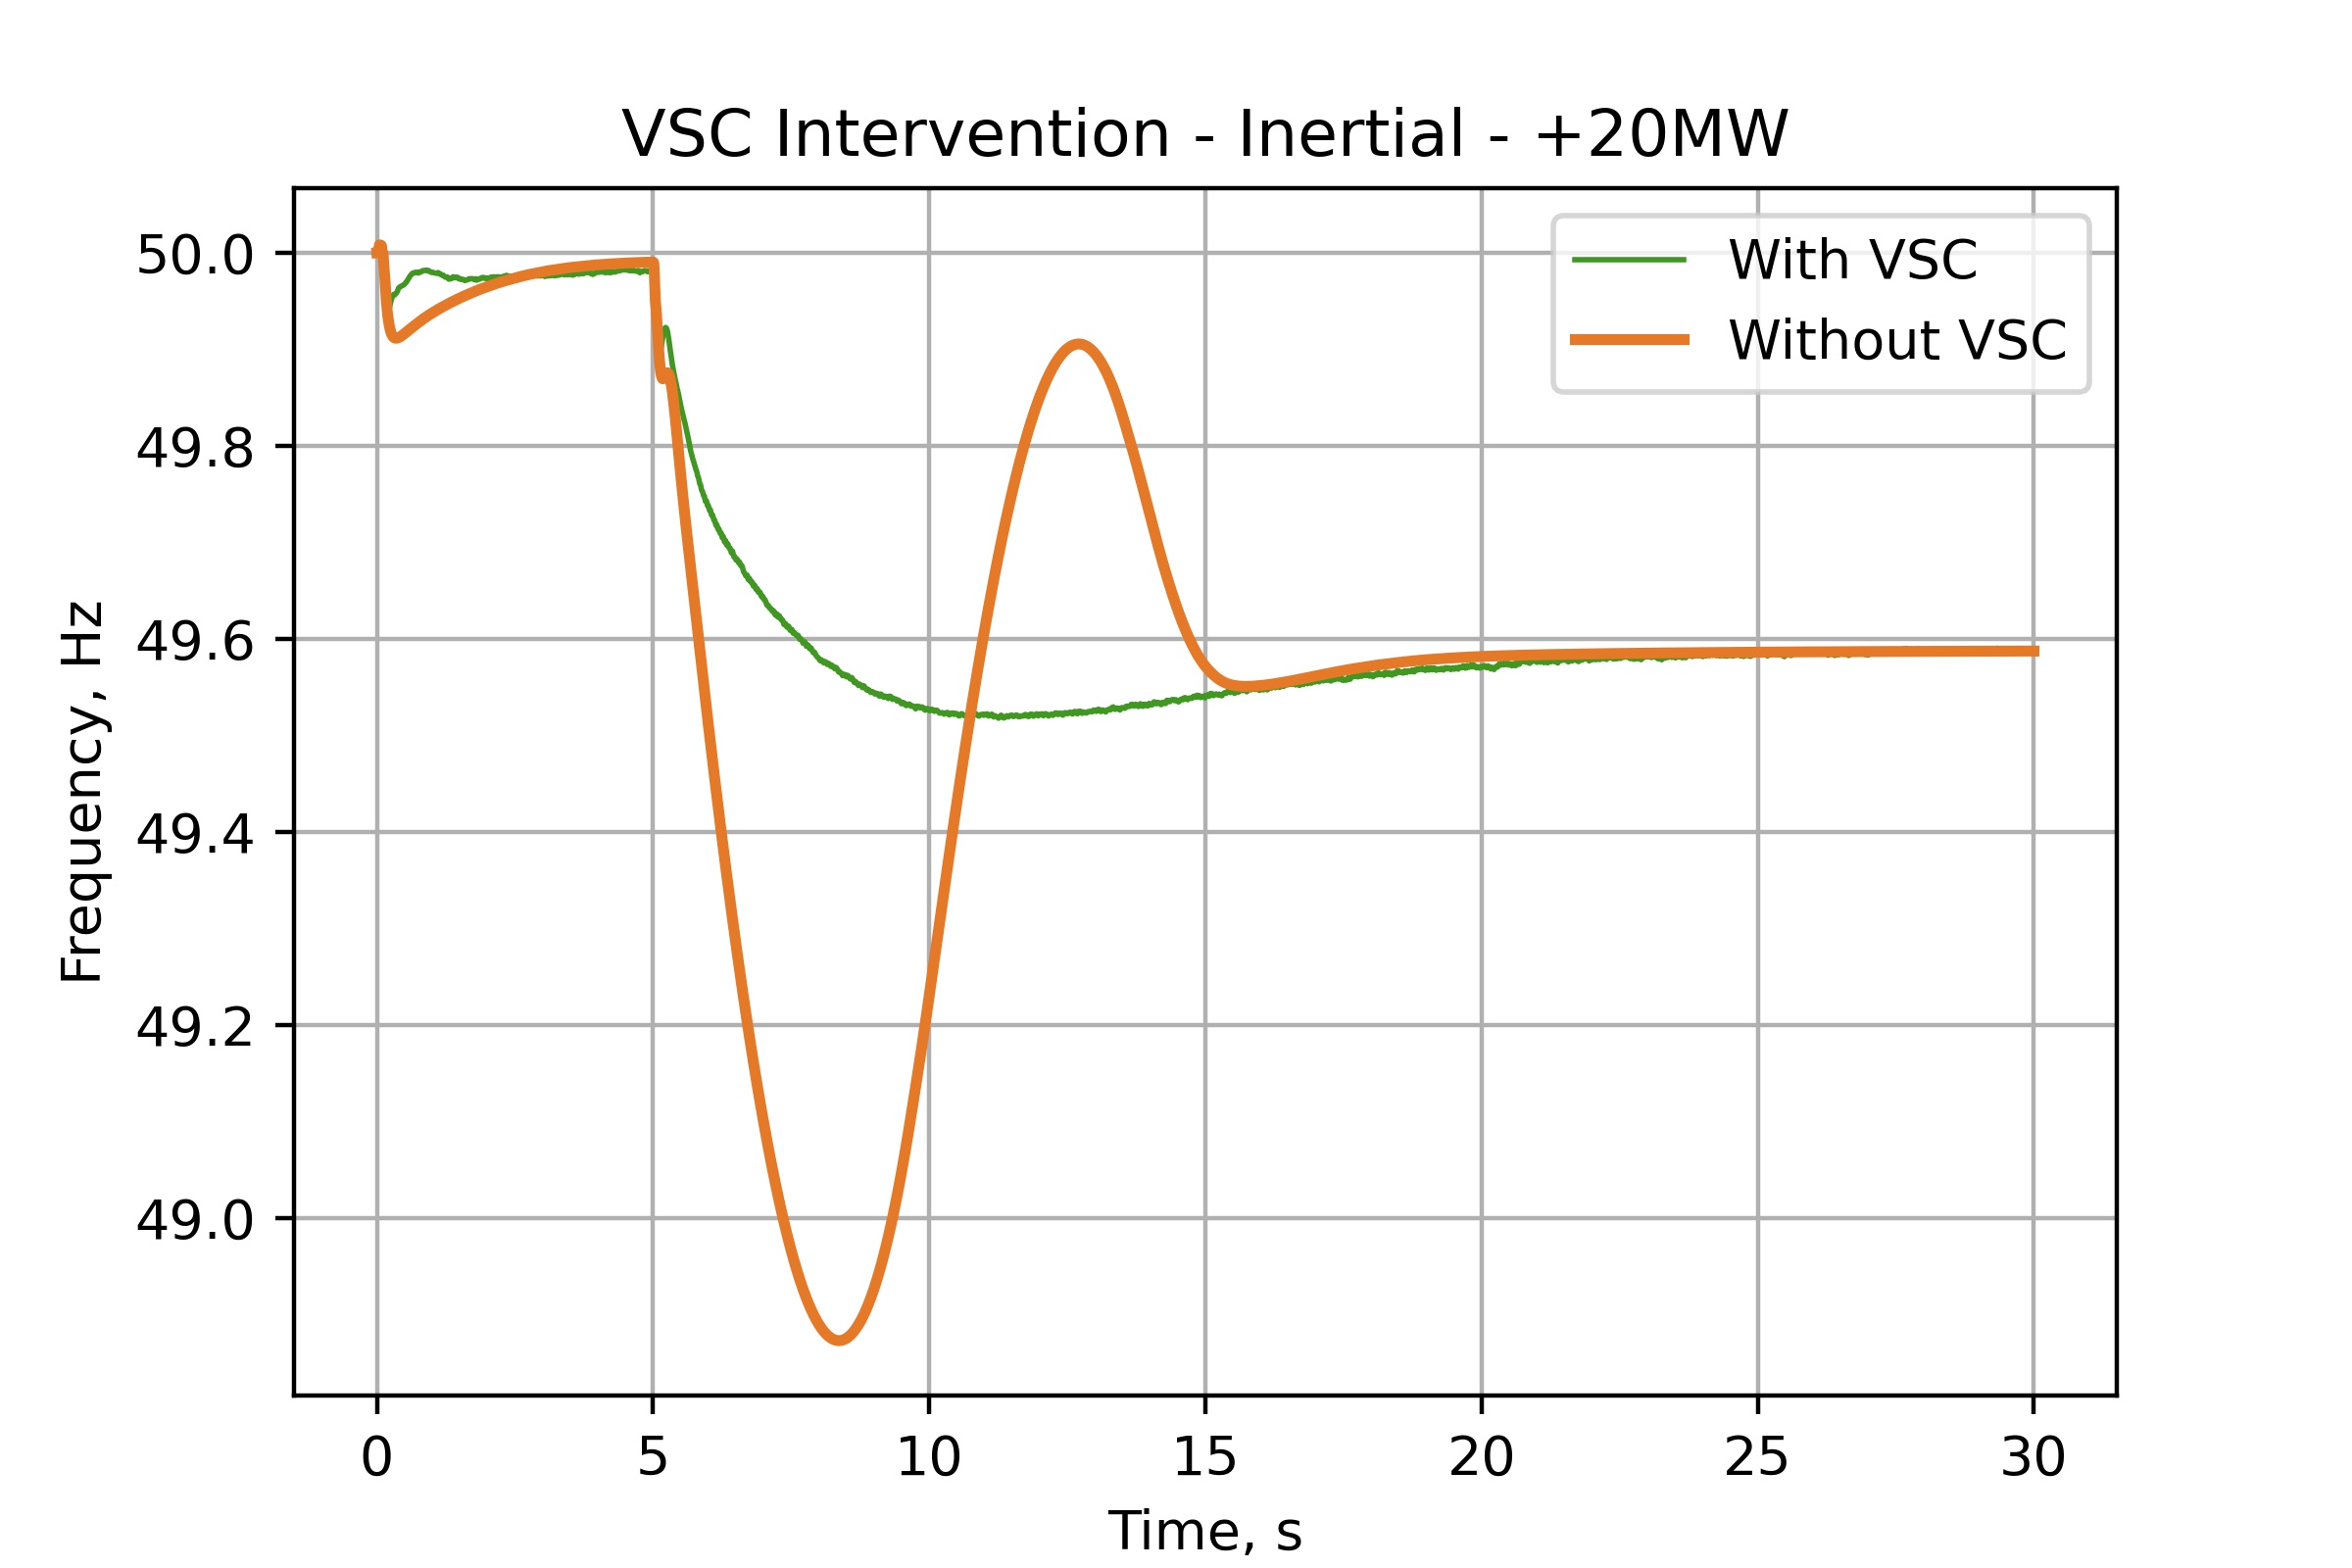 VSC Intervention - Inertial - +20MW
With VSC
Without VSC
50.0
49.8
49.6
49.4
49.2
49.0
Frequency, Hz
0 5 10 15 20 25 30
Time, s